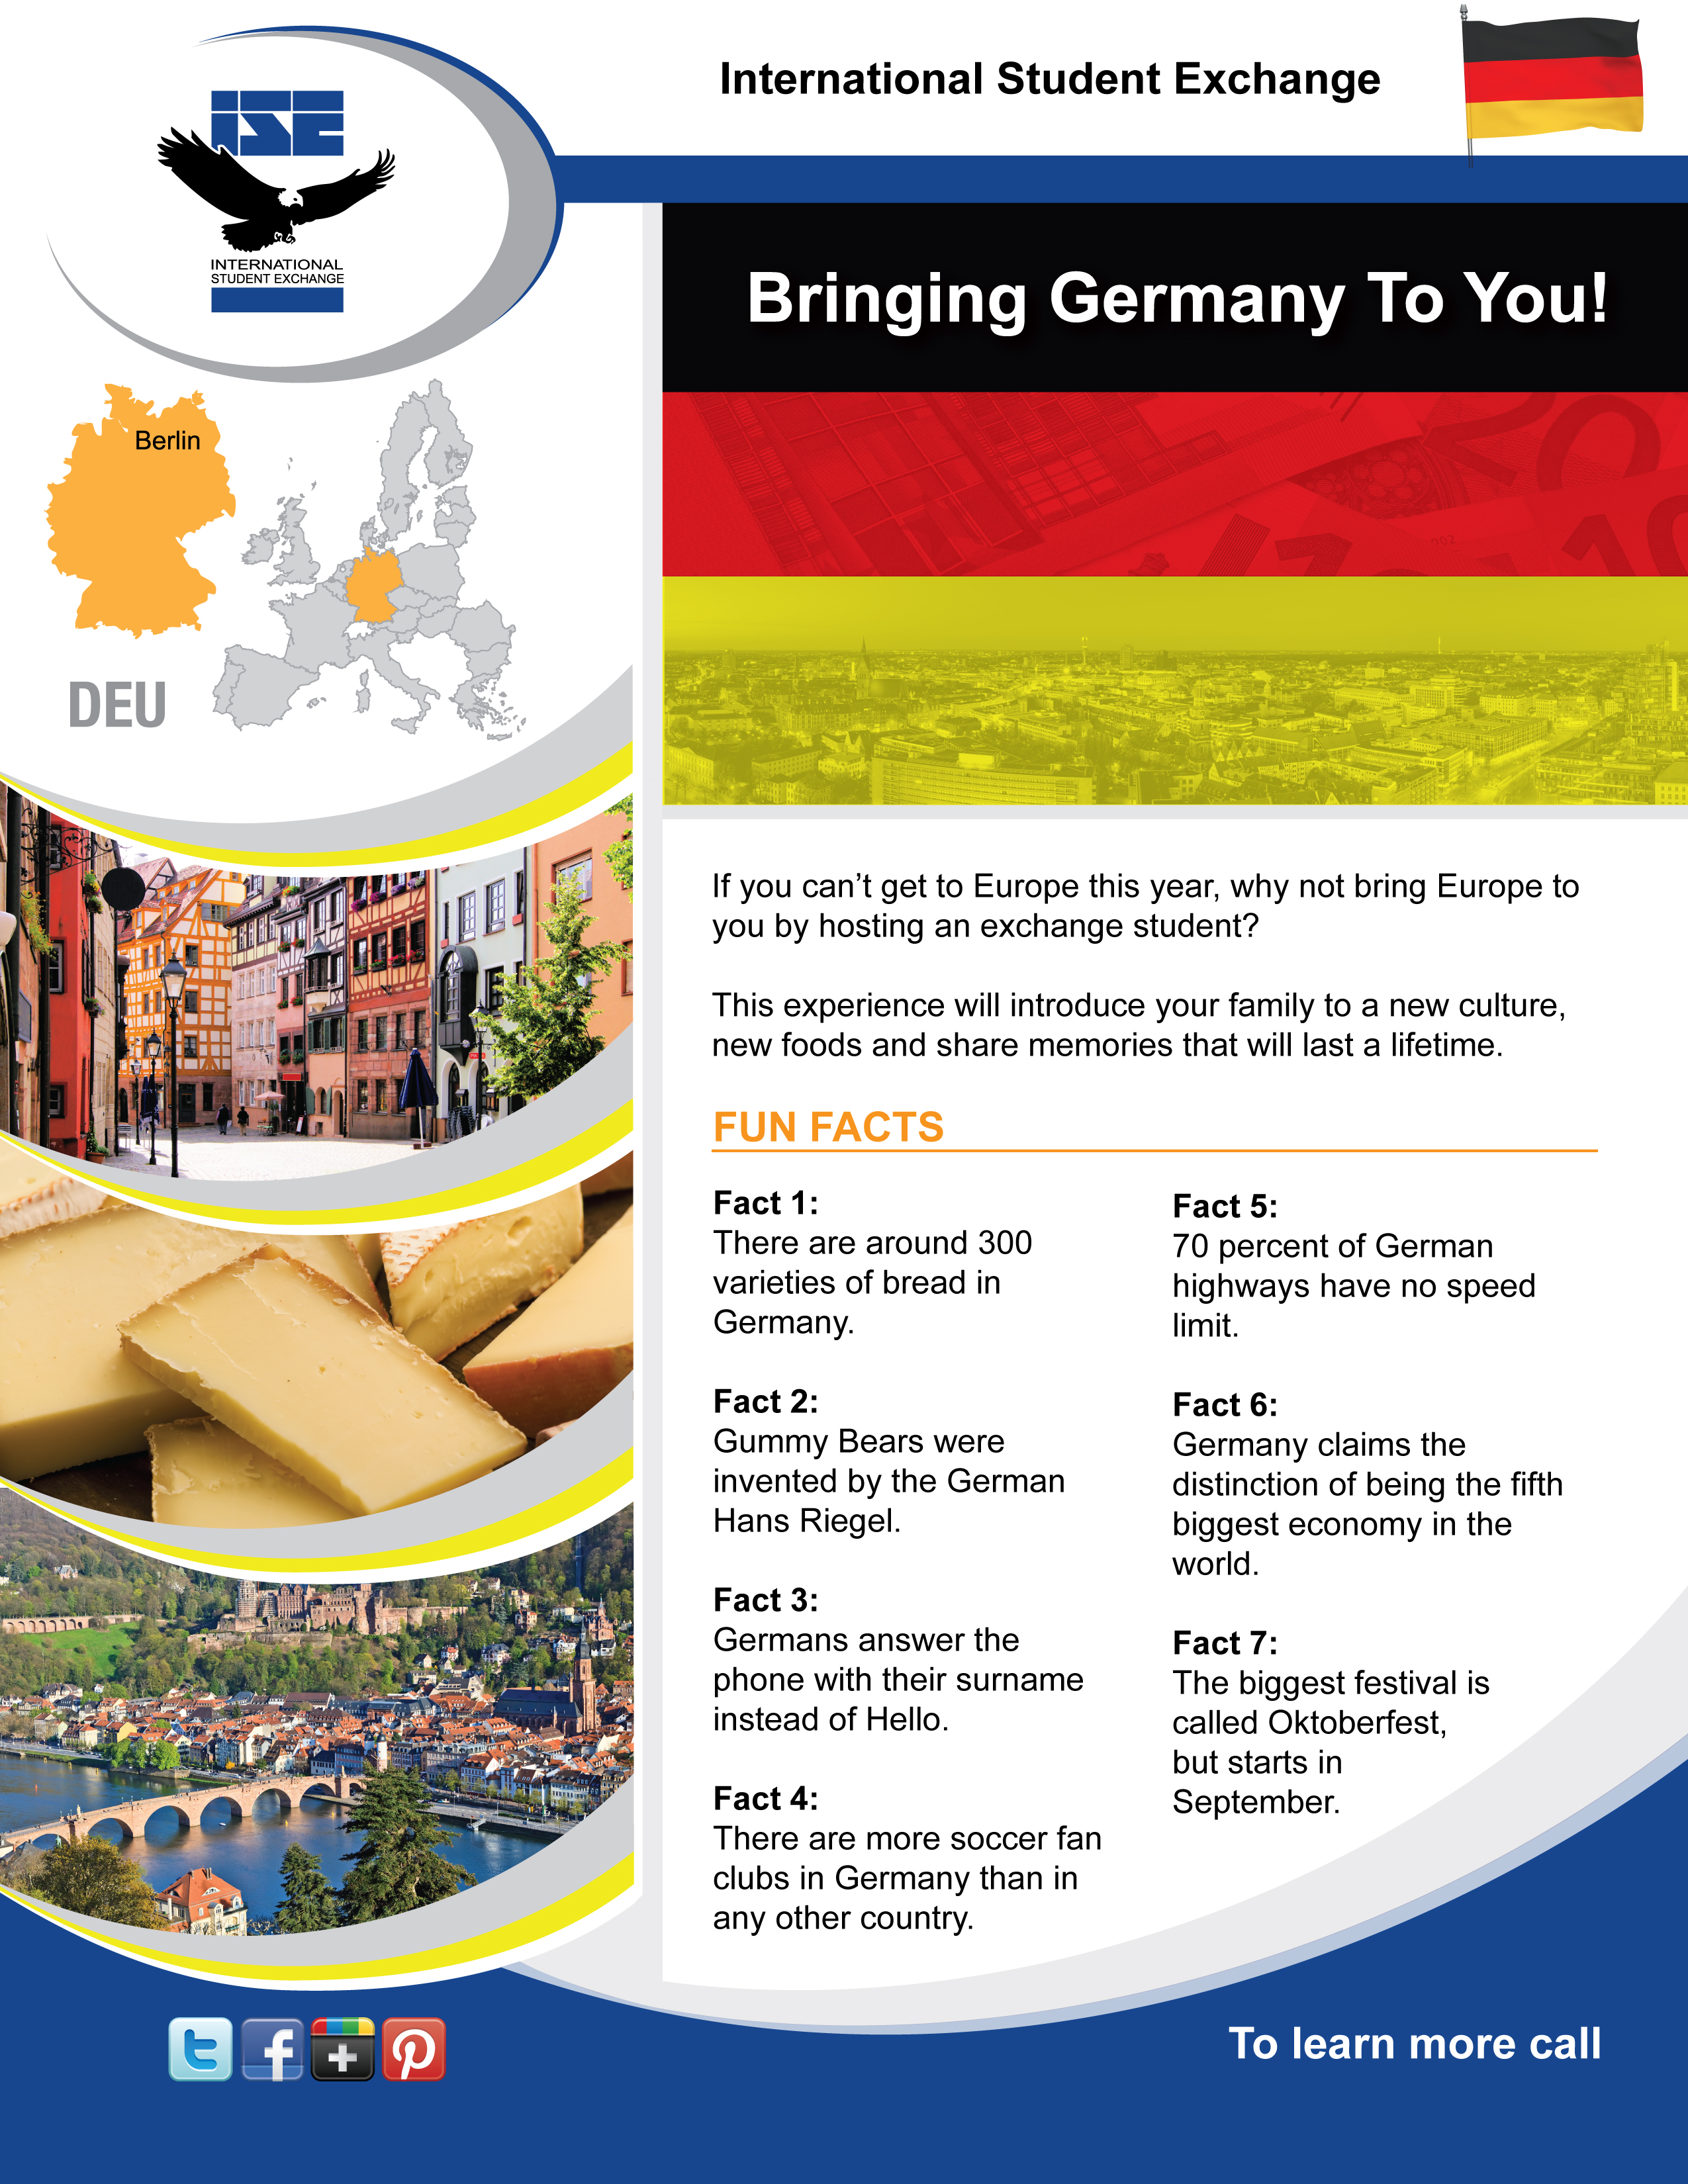 International Student Exchange
ISE
INTERNATIONAL
STUDENT EXCHANGE
Bringing Germany To You!
Berlin
DEU
If you can’t get to Europe this year, why not bring Europe to
you by hosting an exchange student?
This experience will introduce your family to a new culture,
new foods and share memories that will last a lifetime.
FUN FACTS
Fact 1:
There are around 300
varieties of bread in
Germany.
Fact 2:
Gummy Bears were
invented by the German
Hans Riegel.
Fact 3:
Germans answer the
phone with their surname
instead of Hello.
Fact 4:
There are more soccer fan
clubs in Germany than in
any other country.
Fact 5:
70 percent of German
highways have no speed
limit.
Fact 6:
Germany claims the
distinction of being the fifth
biggest economy in the
world.
Fact 7:
The biggest festival is
called Oktoberfest,
but starts in
September.
To learn more call